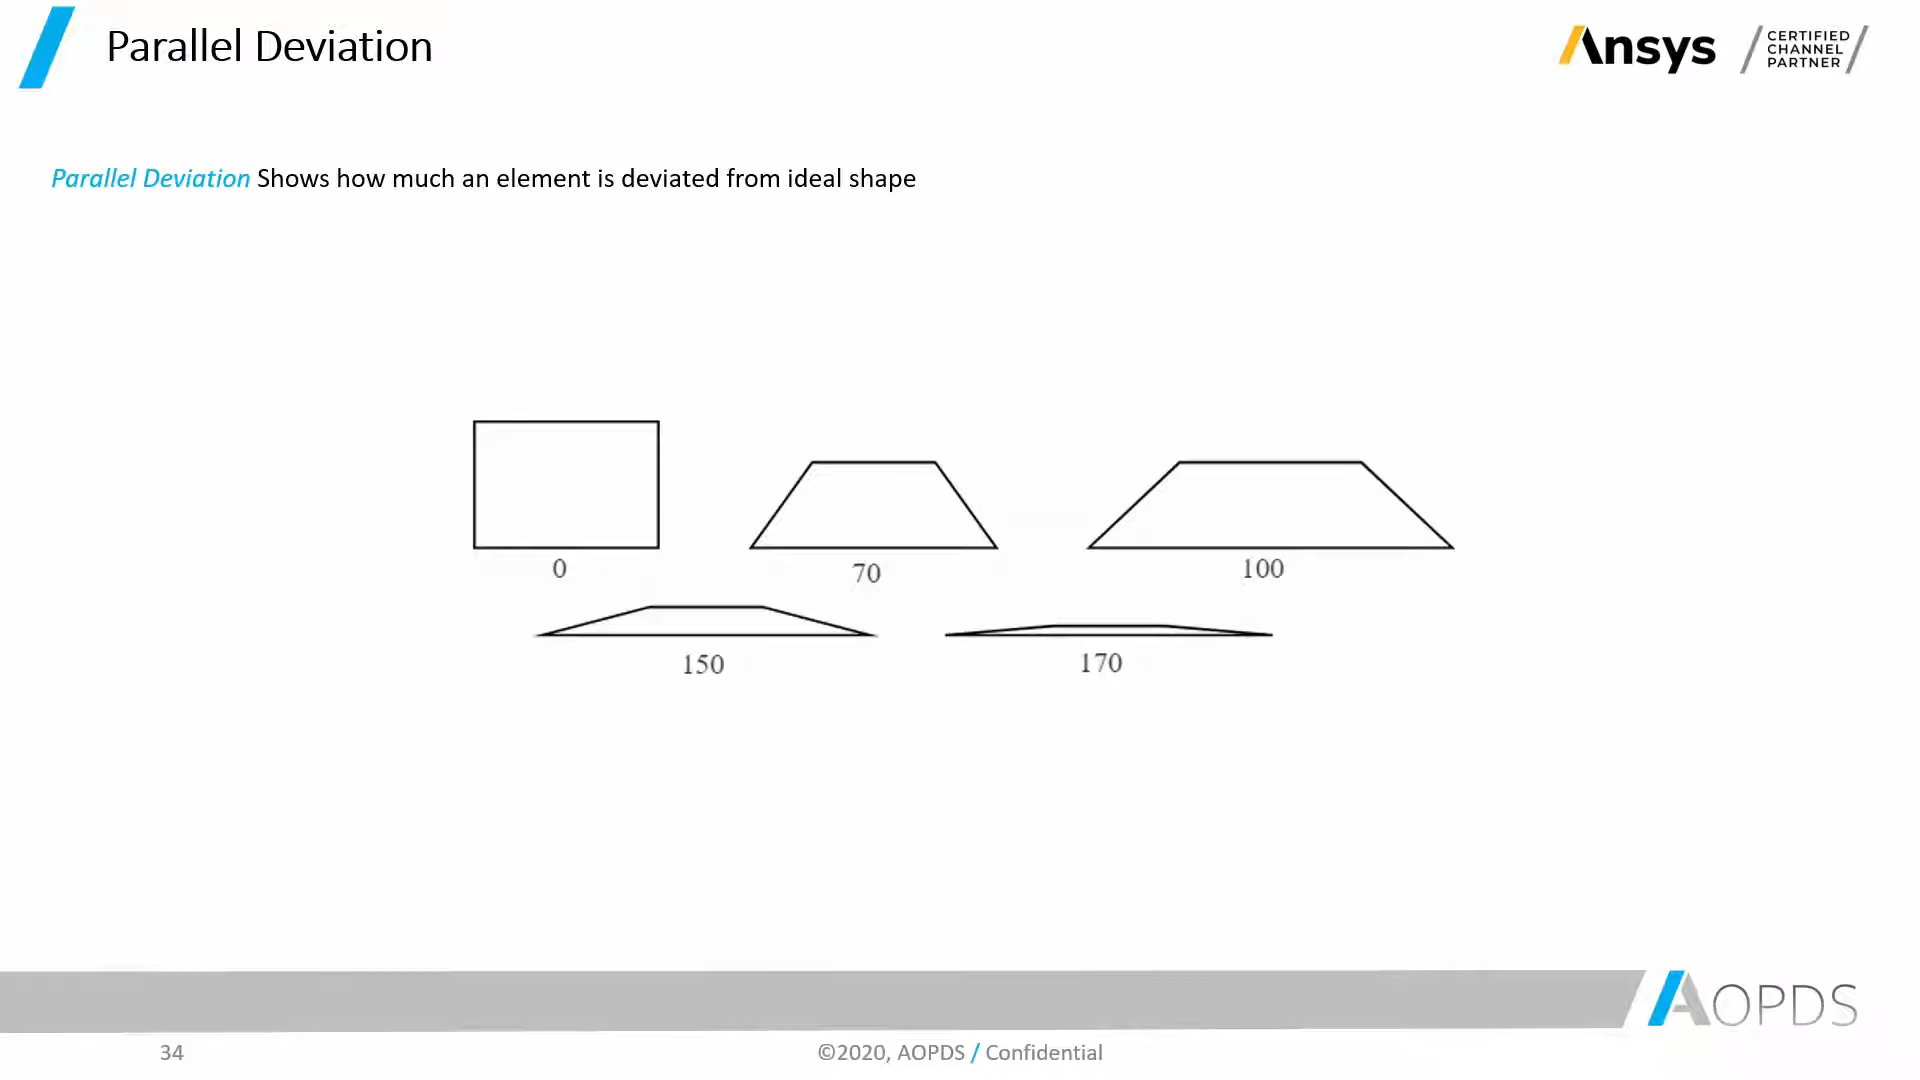 Parallel Deviation
Ansys
CERTIFIED
CHANNEL
PARTNER
Parallel Deviation Shows how much an element is deviated from ideal shape
0
70
100
150
170
AOPDS
34
©2020, AOPDS / Confidential